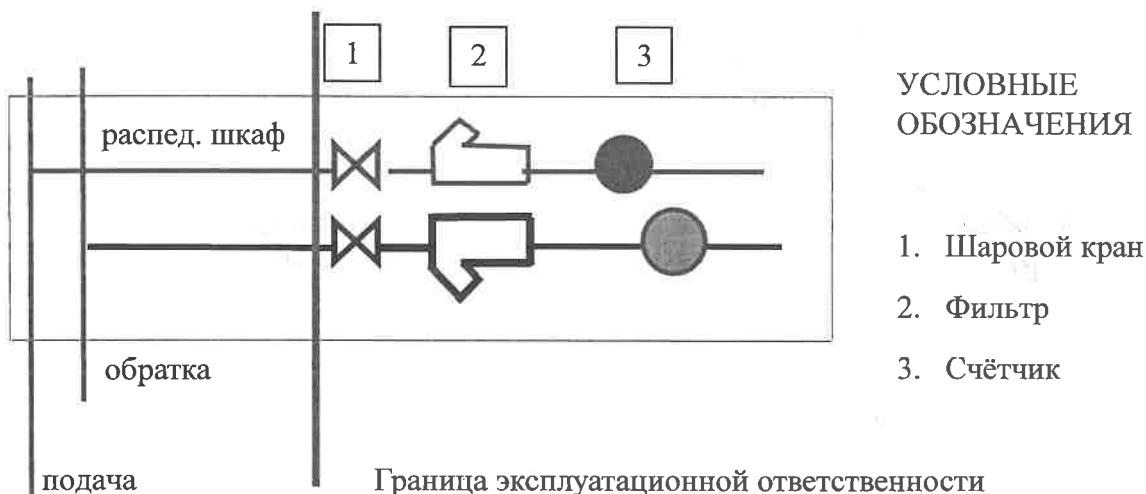 1
2
3
распед. шкаф
УСЛОВНЫЕ
ОБОЗНАЧЕНИЯ
1. Шаровой кран
2. Фильтр
3. Счётчик
обратка
подача
Граница эксплуатационной ответственности